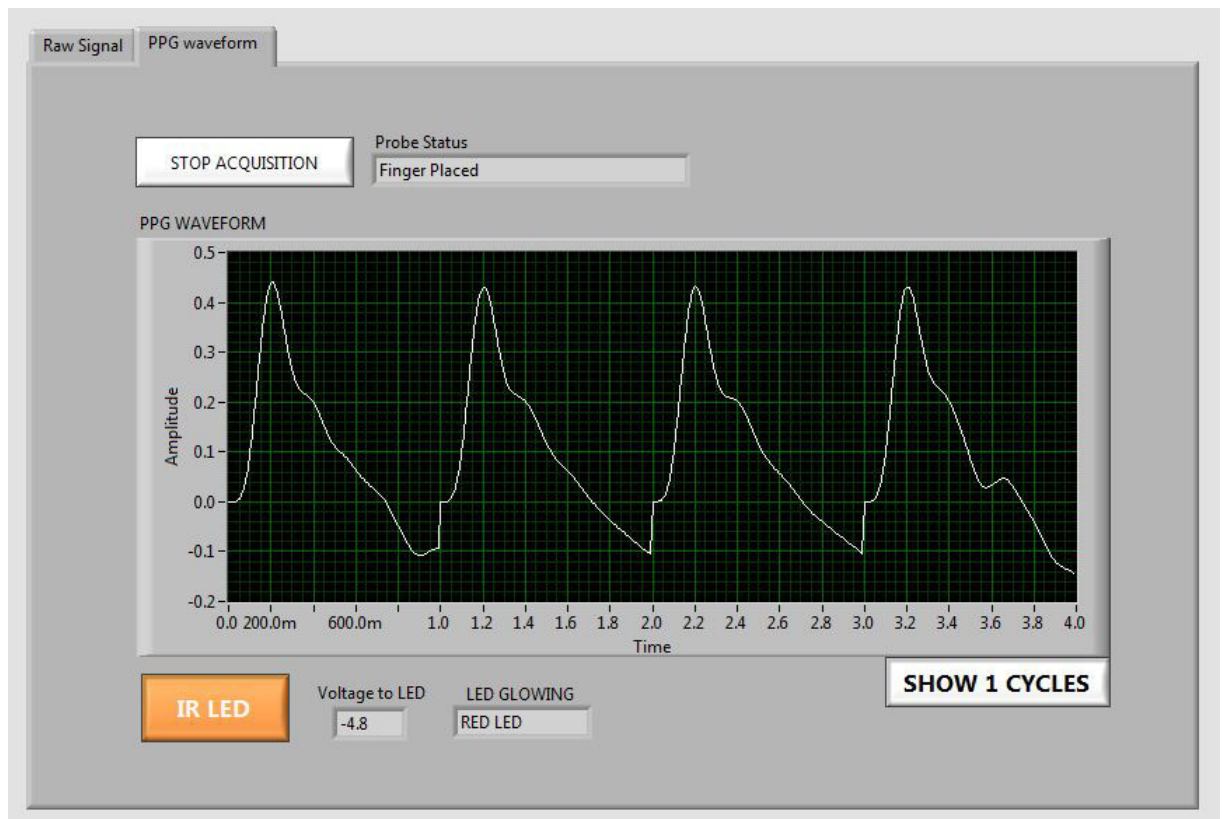 Raw Signal
PPG waveform
Probe Status
STOP ACQUISITION
Finger Placed
PPG WAVEFORM
0.5
0.4
0.3
0.2
0.1
0.0
-0.1
-0.2
Amplitude
0.0 200.0m 600.0m 1.0 1.2 1.4 1.6 1.8 2.0 2.2 2.4 2.6 2.8 3.0 3.2 3.4 3.6 3.8 4.0
Time
SHOW 1 CYCLES
IR LED
Voltage to LED
-4.8
LED GLOWING
RED LED